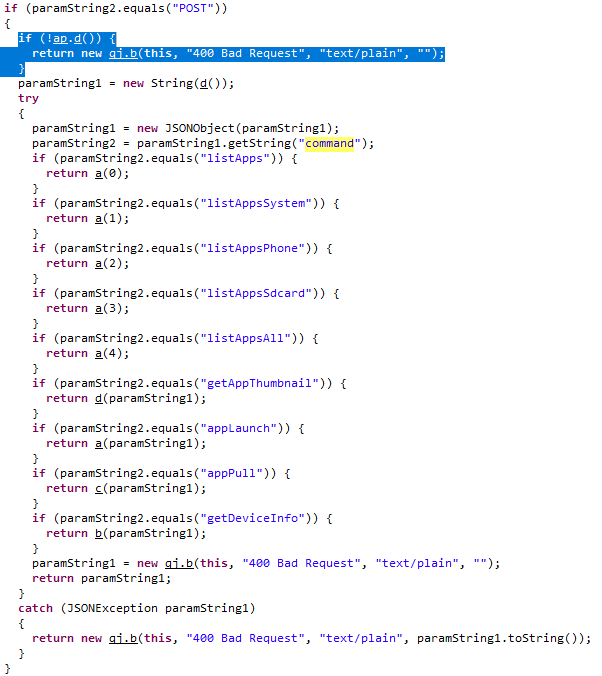 if (paramString2.equals("POST"))
{
  if (!ap.d()) {
    return new qj.b(this, "400 Bad Request", "text/plain", "");
  }
  paramString1 = new String(d());
  try
  {
    paramString1 = new JSONObject(paramString1);
    paramString2 = paramString1.getString("command");
    if (paramString2.equals("listApps")) {
      return a(0);
    }
    if (paramString2.equals("listAppsSystem")) {
      return a(1);
    }
    if (paramString2.equals("listAppsPhone")) {
      return a(2);
    }
    if (paramString2.equals("listAppsSdcard")) {
      return a(3);
    }
    if (paramString2.equals("listAppsAll")) {
      return a(4);
    }
    if (paramString2.equals("getAppThumbnail")) {
      return d(paramString1);
    }
    if (paramString2.equals("appLaunch")) {
      return a(paramString1);
    }
    if (paramString2.equals("appPull")) {
      return c(paramString1);
    }
    if (paramString2.equals("getDeviceInfo")) {
      return b(paramString1);
    }
    paramString1 = new qj.b(this, "400 Bad Request", "text/plain", "");
    return paramString1;
  }
  catch (JSONException paramString1)
  {
    return new qj.b(this, "400 Bad Request", "text/plain", paramString1.toString());
  }
}